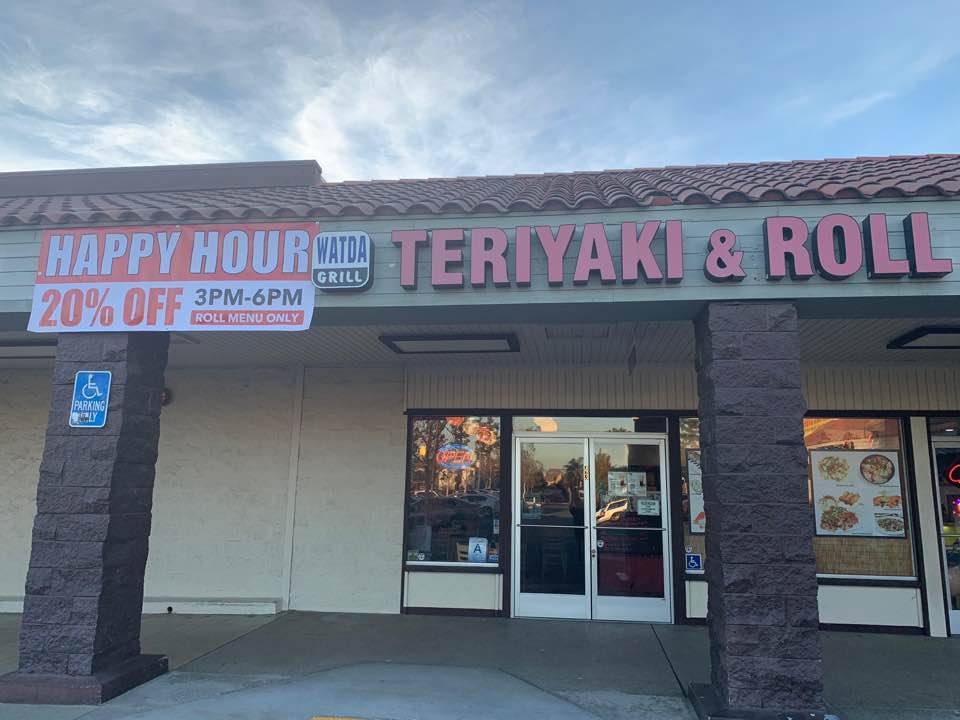 HAPPY HOUR
20% OFF
3PM-6PM
ROLL MENU ONLY
WATDA
GRILL
TERIYAKI & ROLL
PARKING
ONLY
OPEN
A